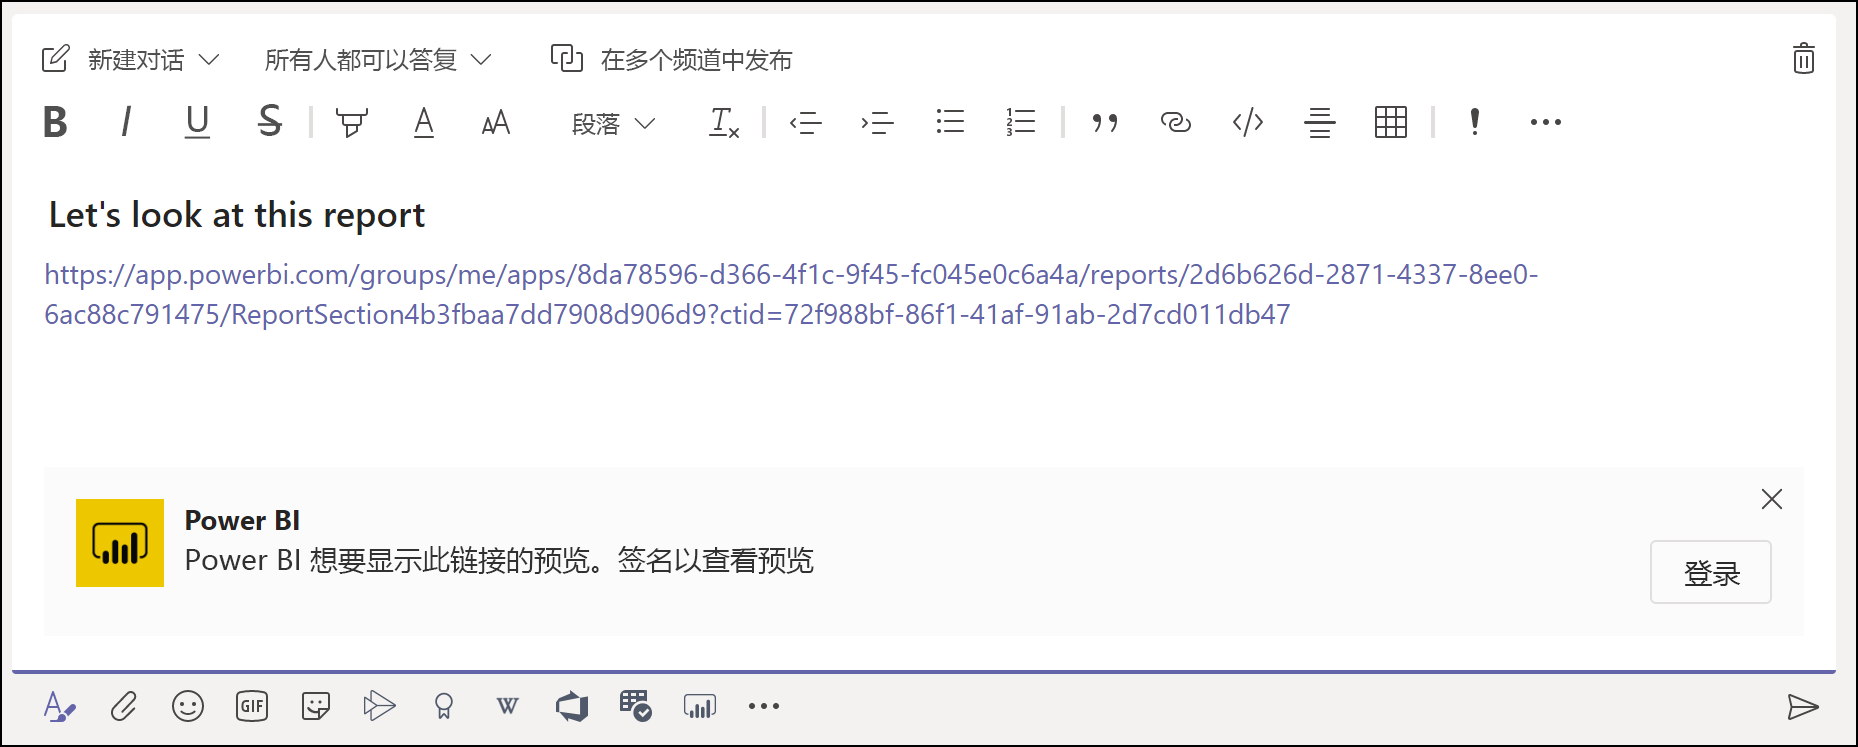 新建对话 所有人都可以答复 在多个频道中发布
B I U S A AA 段落 Tx
Let's look at this report
https://app.powerbi.com/groups/me/apps/8da78596-d366-4f1c-9f45-fc045e0c6a4a/reports/2d6b626d-2871-4337-8ee0-
6ac88c791475/ReportSection4b3fbaa7dd7908d906d9?ctid=72f988bf-86f1-41af-91ab-2d7cd011db47
Power BI
Power BI 想要显示此链接的预览。签名以查看预览
登录
GIF